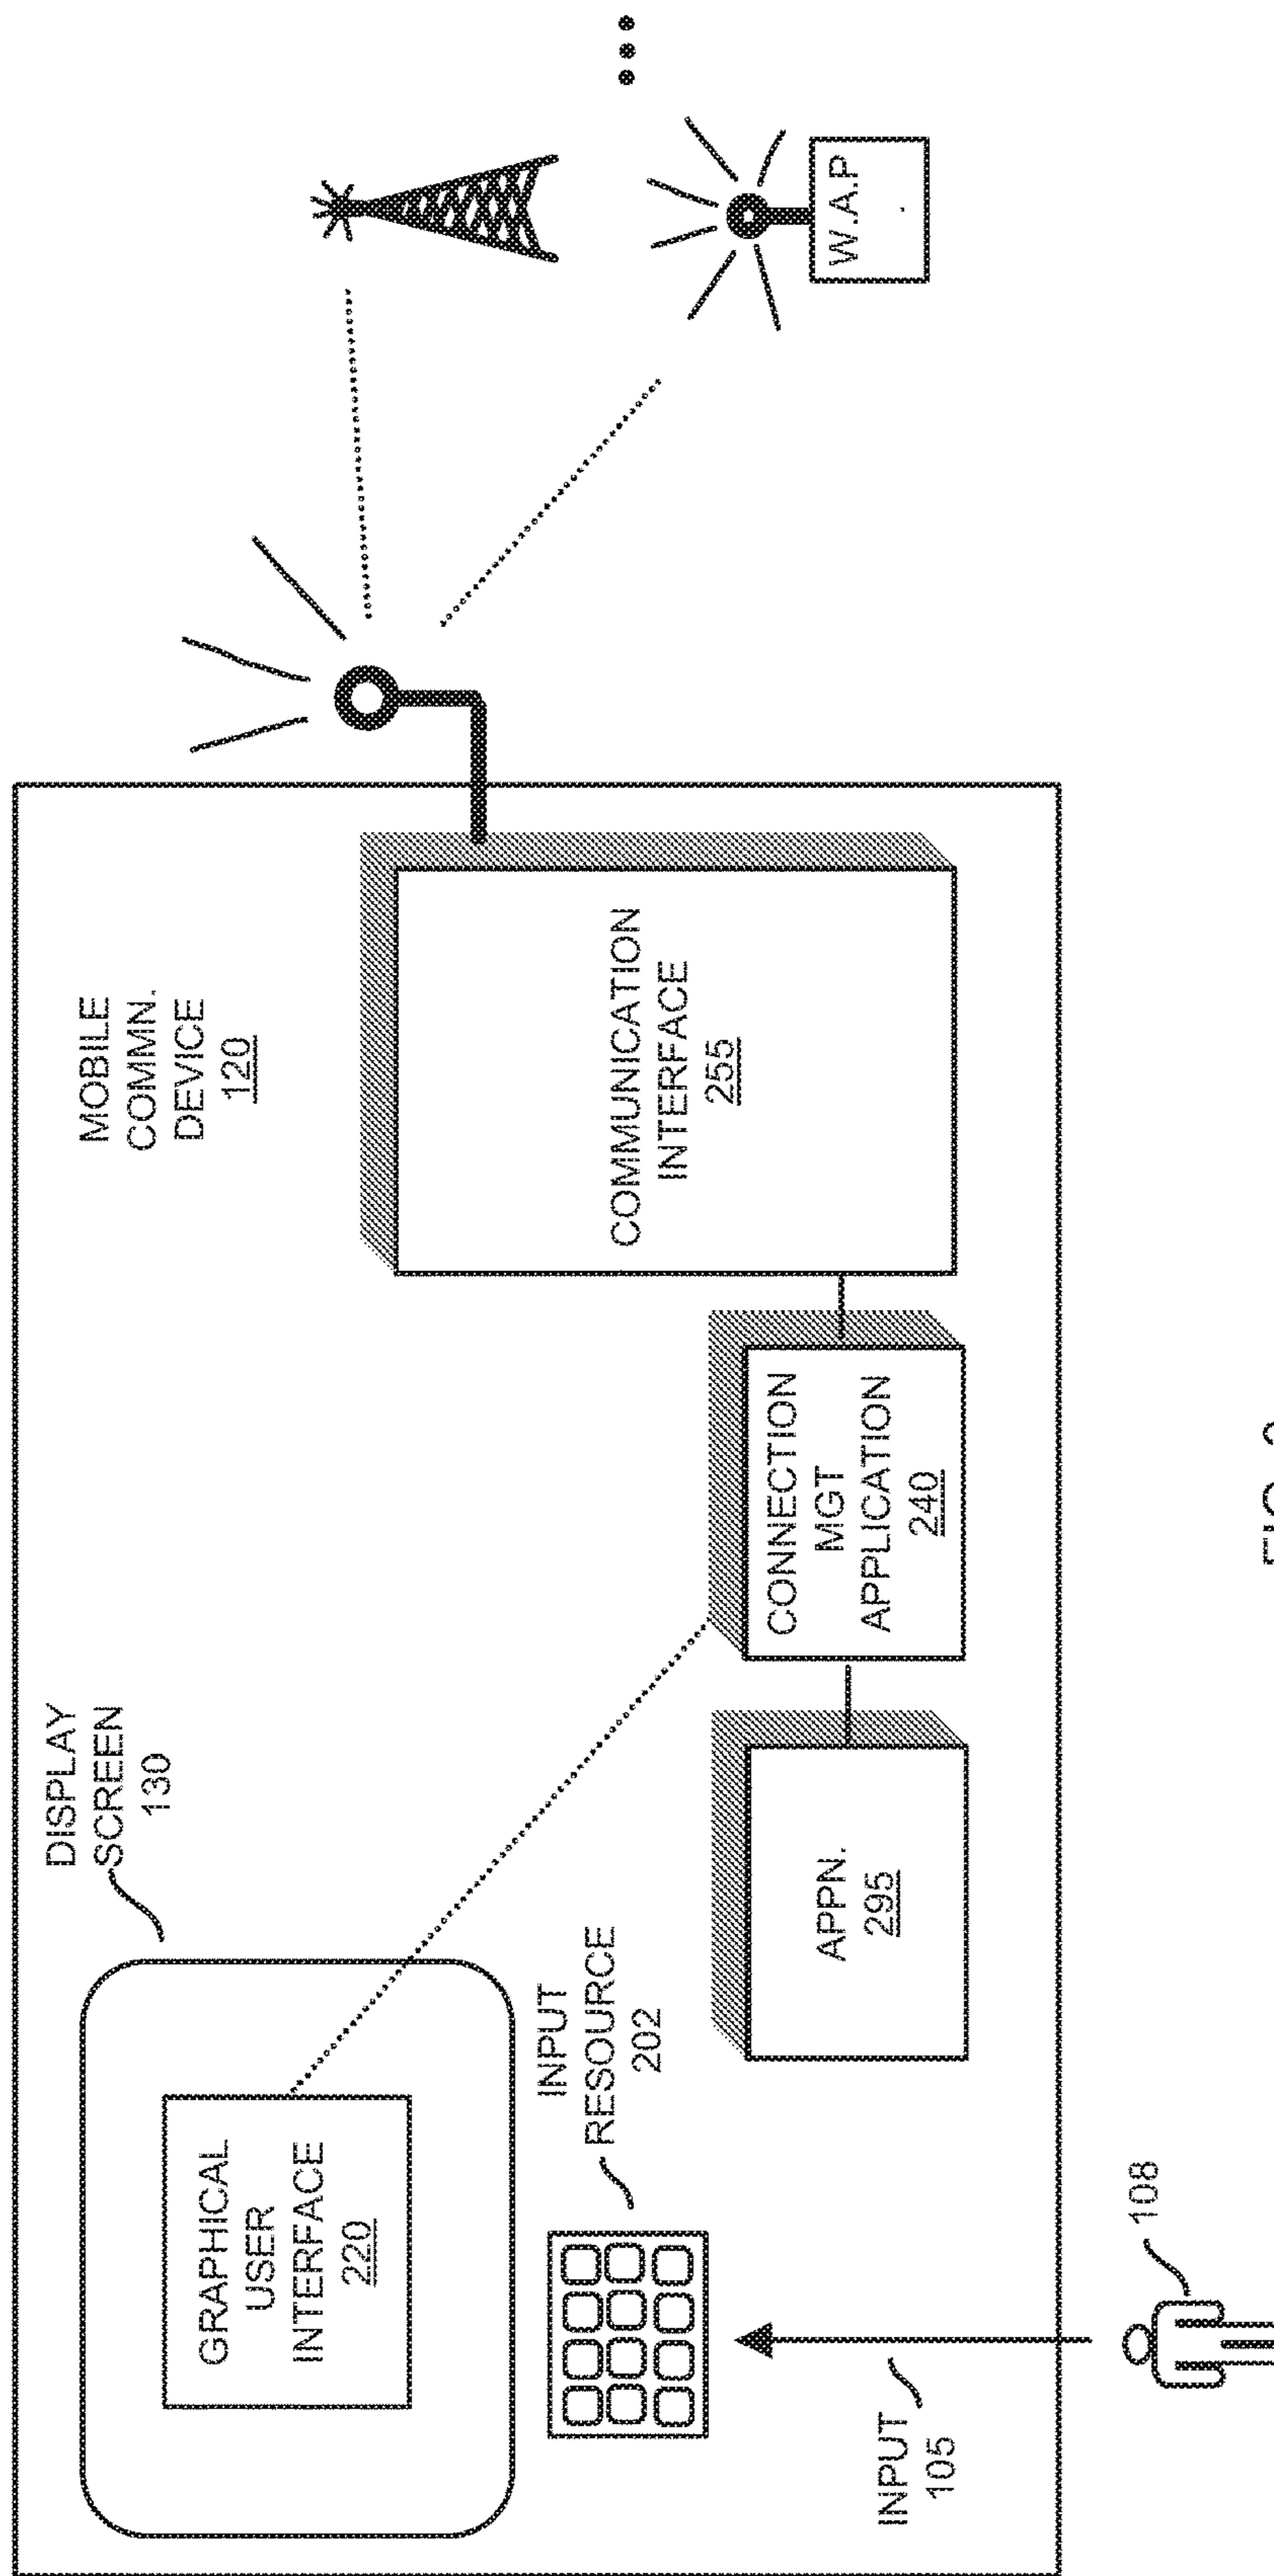 DISPLAY
SCREEN
130
MOBILE
COMMN.
DEVICE
120
GRAPHICAL
USER
INTERFACE
220
INPUT
RESOURCE
202
COMMUNICATION
INTERFACE
255
APPN.
295
CONNECTION
MGT
APPLICATION
240
W.A.P
INPUT
105
108
FIG.